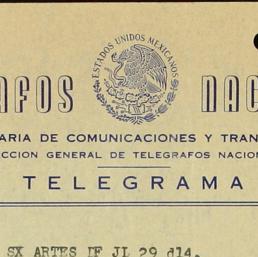 ESTADOS UNIDOS MEXICANOS
AFOS NAC
ARIA DE COMUNICACIONES Y TRAN
CCION GENERAL DE TELEGRAFOS NACION
TELEGRAMA
SX ARTES IF JL 29 d14.